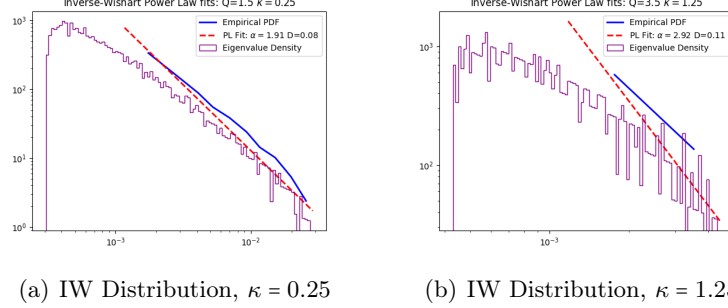 Inverse-Wishart Power Law fits: Q=1.5 κ=0.25
Empirical PDF
PL Fit: α = 1.91 D=0.08
Eigenvalue Density
10³
10²
10¹
10⁰
10⁻³
10⁻²
(a) IW Distribution, κ = 0.25
Inverse-Wishart Power Law fits: Q=3.5 κ=1.25
Empirical PDF
PL Fit: α = 2.92 D=0.11
Eigenvalue Density
10³
10²
10⁻³
(b) IW Distribution, κ =